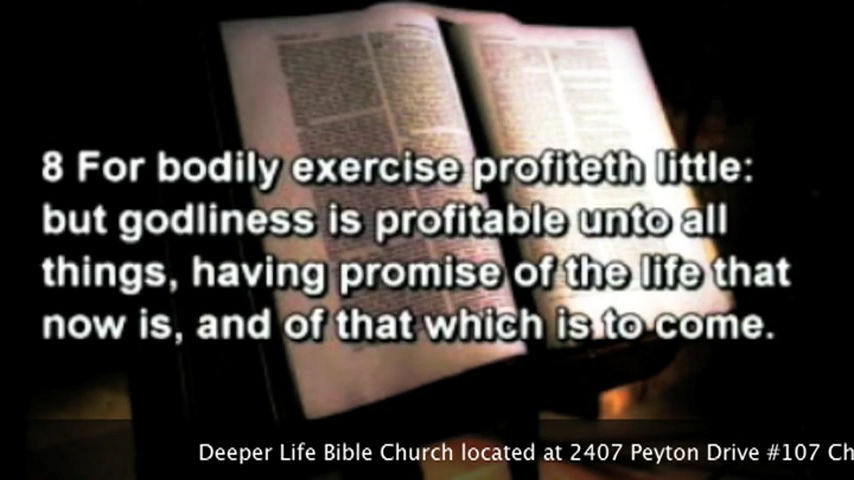 8 For bodily exercise profiteth little:
but godliness is profitable unto all
things, having promise of the life that
now is, and of that which is to come.
Deeper Life Bible Church located at 2407 Peyton Drive #107 Ch